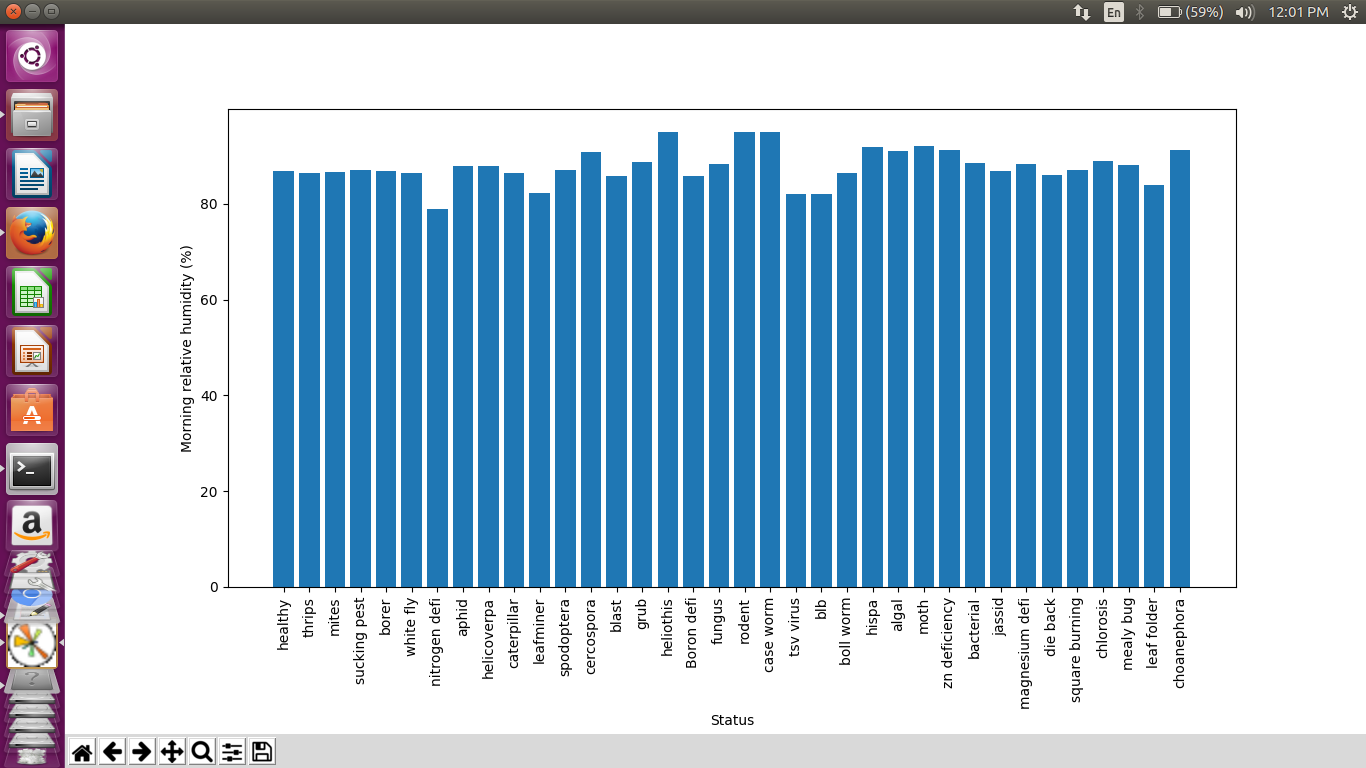 En
(59%)
12:01 PM
80
60
40
20
0
Morning relative humidity (%)
healthy
thrips
mites
sucking pest
borer
white fly
nitrogen defi
aphid
helicoverpa
caterpillar
leafminer
spodoptera
cercospora
blast
grub
heliothis
Boron defi
fungus
rodent
case worm
tsv virus
blb
boll worm
hispa
algal
moth
zn deficiency
bacterial
jassid
magnesium defi
die back
square burning
chlorosis
mealy bug
leaf folder
choanephora
Status